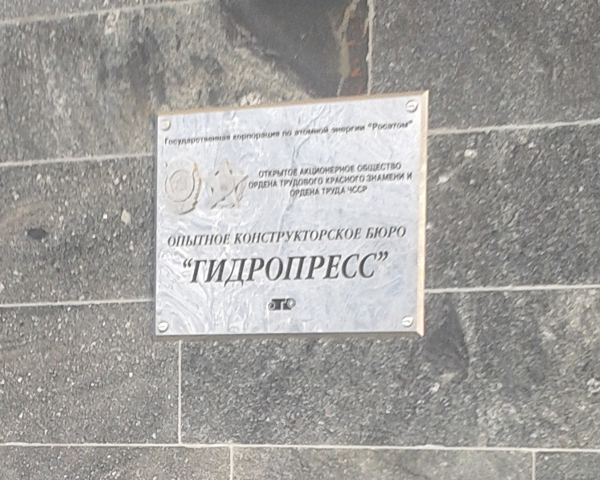 Государственная корпорация по атомной энергии "Росатом"
ОТКРЫТОЕ АКЦИОНЕРНОЕ ОБЩЕСТВО
ОРДЕНА ТРУДОВОГО КРАСНОГО ЗНАМЕНИ И
ОРДЕНА ТРУДА ЧССР
ОПЫТНОЕ КОНСТРУКТОРСКОЕ БЮРО
"ГИДРОПРЕСС"